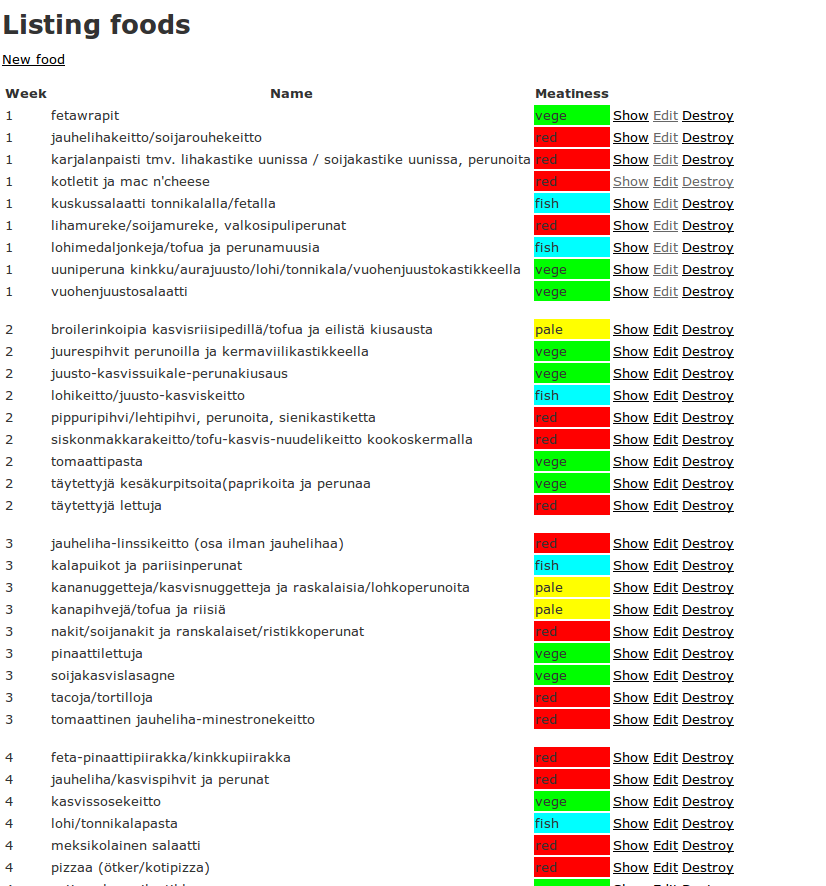 Listing foods
New food
Week Name Meatiness
1 fetawrapit vege Show Edit Destroy
1 jauhelihakeitto/soijarouhekeitto red Show Edit Destroy
1 karjalanpaisti tmv. lihakastike uunissa / soijakastike uunissa, perunoita red Show Edit Destroy
1 kotletit ja mac n'cheese red Show Edit Destroy
1 kuskussalaatti tonnikalalla/fetalla fish Show Edit Destroy
1 lihamureke/soijamureke, valkosipuliperunat red Show Edit Destroy
1 lohimedaljonkeja/tofua ja perunamuusia fish Show Edit Destroy
1 uuniperuna kinkku/aurajuusto/lohi/tonnikala/vuohenjuustokastikkeella vege Show Edit Destroy
1 vuohenjuustosalaatti vege Show Edit Destroy
2 broilerinkoipia kasvisriisipedillä/tofua ja eilistä kiusausta pale Show Edit Destroy
2 juurespihvit perunoilla ja kermaviilikastikkeella vege Show Edit Destroy
2 juusto-kasvissuikale-perunakiusaus vege Show Edit Destroy
2 lohikeitto/juusto-kasviskeitto fish Show Edit Destroy
2 pippuripihvi/lehtipihvi, perunoita, sienikastiketta red Show Edit Destroy
2 siskonmakkarakeitto/tofu-kasvis-nuudelikeitto kookoskermalla red Show Edit Destroy
2 tomaattipasta vege Show Edit Destroy
2 täytettyjä kesäkurpitsoita(paprikoita ja perunaa vege Show Edit Destroy
2 täytettyjä lettuja red Show Edit Destroy
3 jauheliha-linssikeitto (osa ilman jauhelihaa) red Show Edit Destroy
3 kalapuikot ja pariisinperunat fish Show Edit Destroy
3 kananuggetteja/kasvisnuggetteja ja raskalaisia/lohkoperunoita pale Show Edit Destroy
3 kanapihvejä/tofua ja riisiä pale Show Edit Destroy
3 nakit/soijanakit ja ranskalaiset/ristikkoperunat red Show Edit Destroy
3 pinaattilettuja vege Show Edit Destroy
3 soijakasvislasagne vege Show Edit Destroy
3 tacoja/tortilloja red Show Edit Destroy
3 tomaattinen jauheliha-minestronekeitto red Show Edit Destroy
4 feta-pinaattipiirakka/kinkkupiirakka red Show Edit Destroy
4 jauheliha/kasvispihvit ja perunat red Show Edit Destroy
4 kasvissosekeitto vege Show Edit Destroy
4 lohi/tonnikalapasta fish Show Edit Destroy
4 meksikolainen salaatti red Show Edit Destroy
4 pizzaa (ötker/kotipizza) red Show Edit Destroy